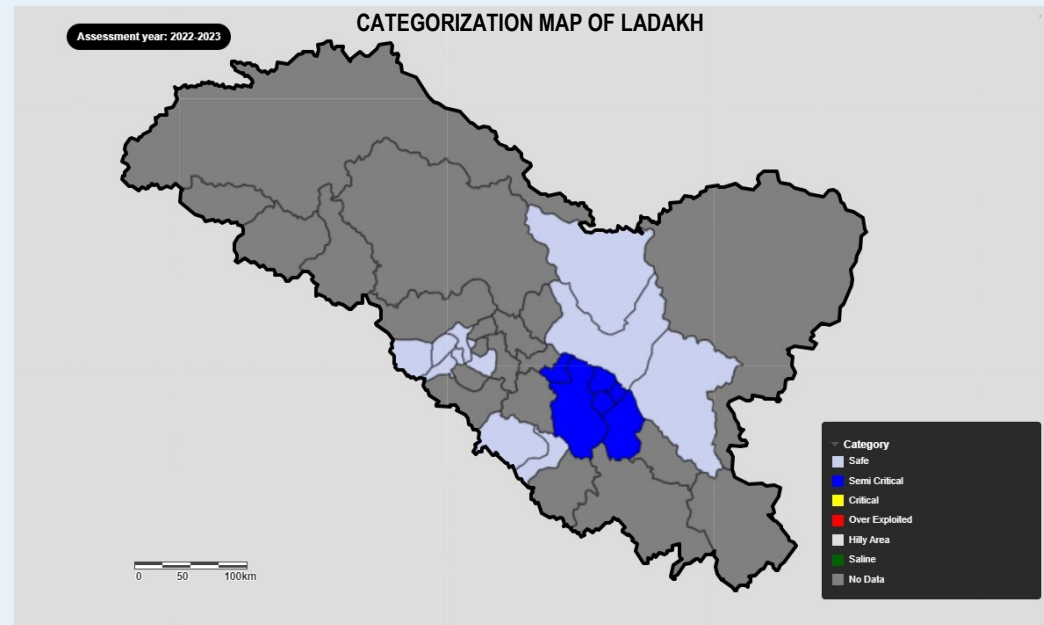 CATEGORIZATION MAP OF LADAKH
Assessment year: 2022-2023
Category
Safe
Semi Critical
Critical
Over Exploited
Hilly Area
Saline
No Data
0 50 100km